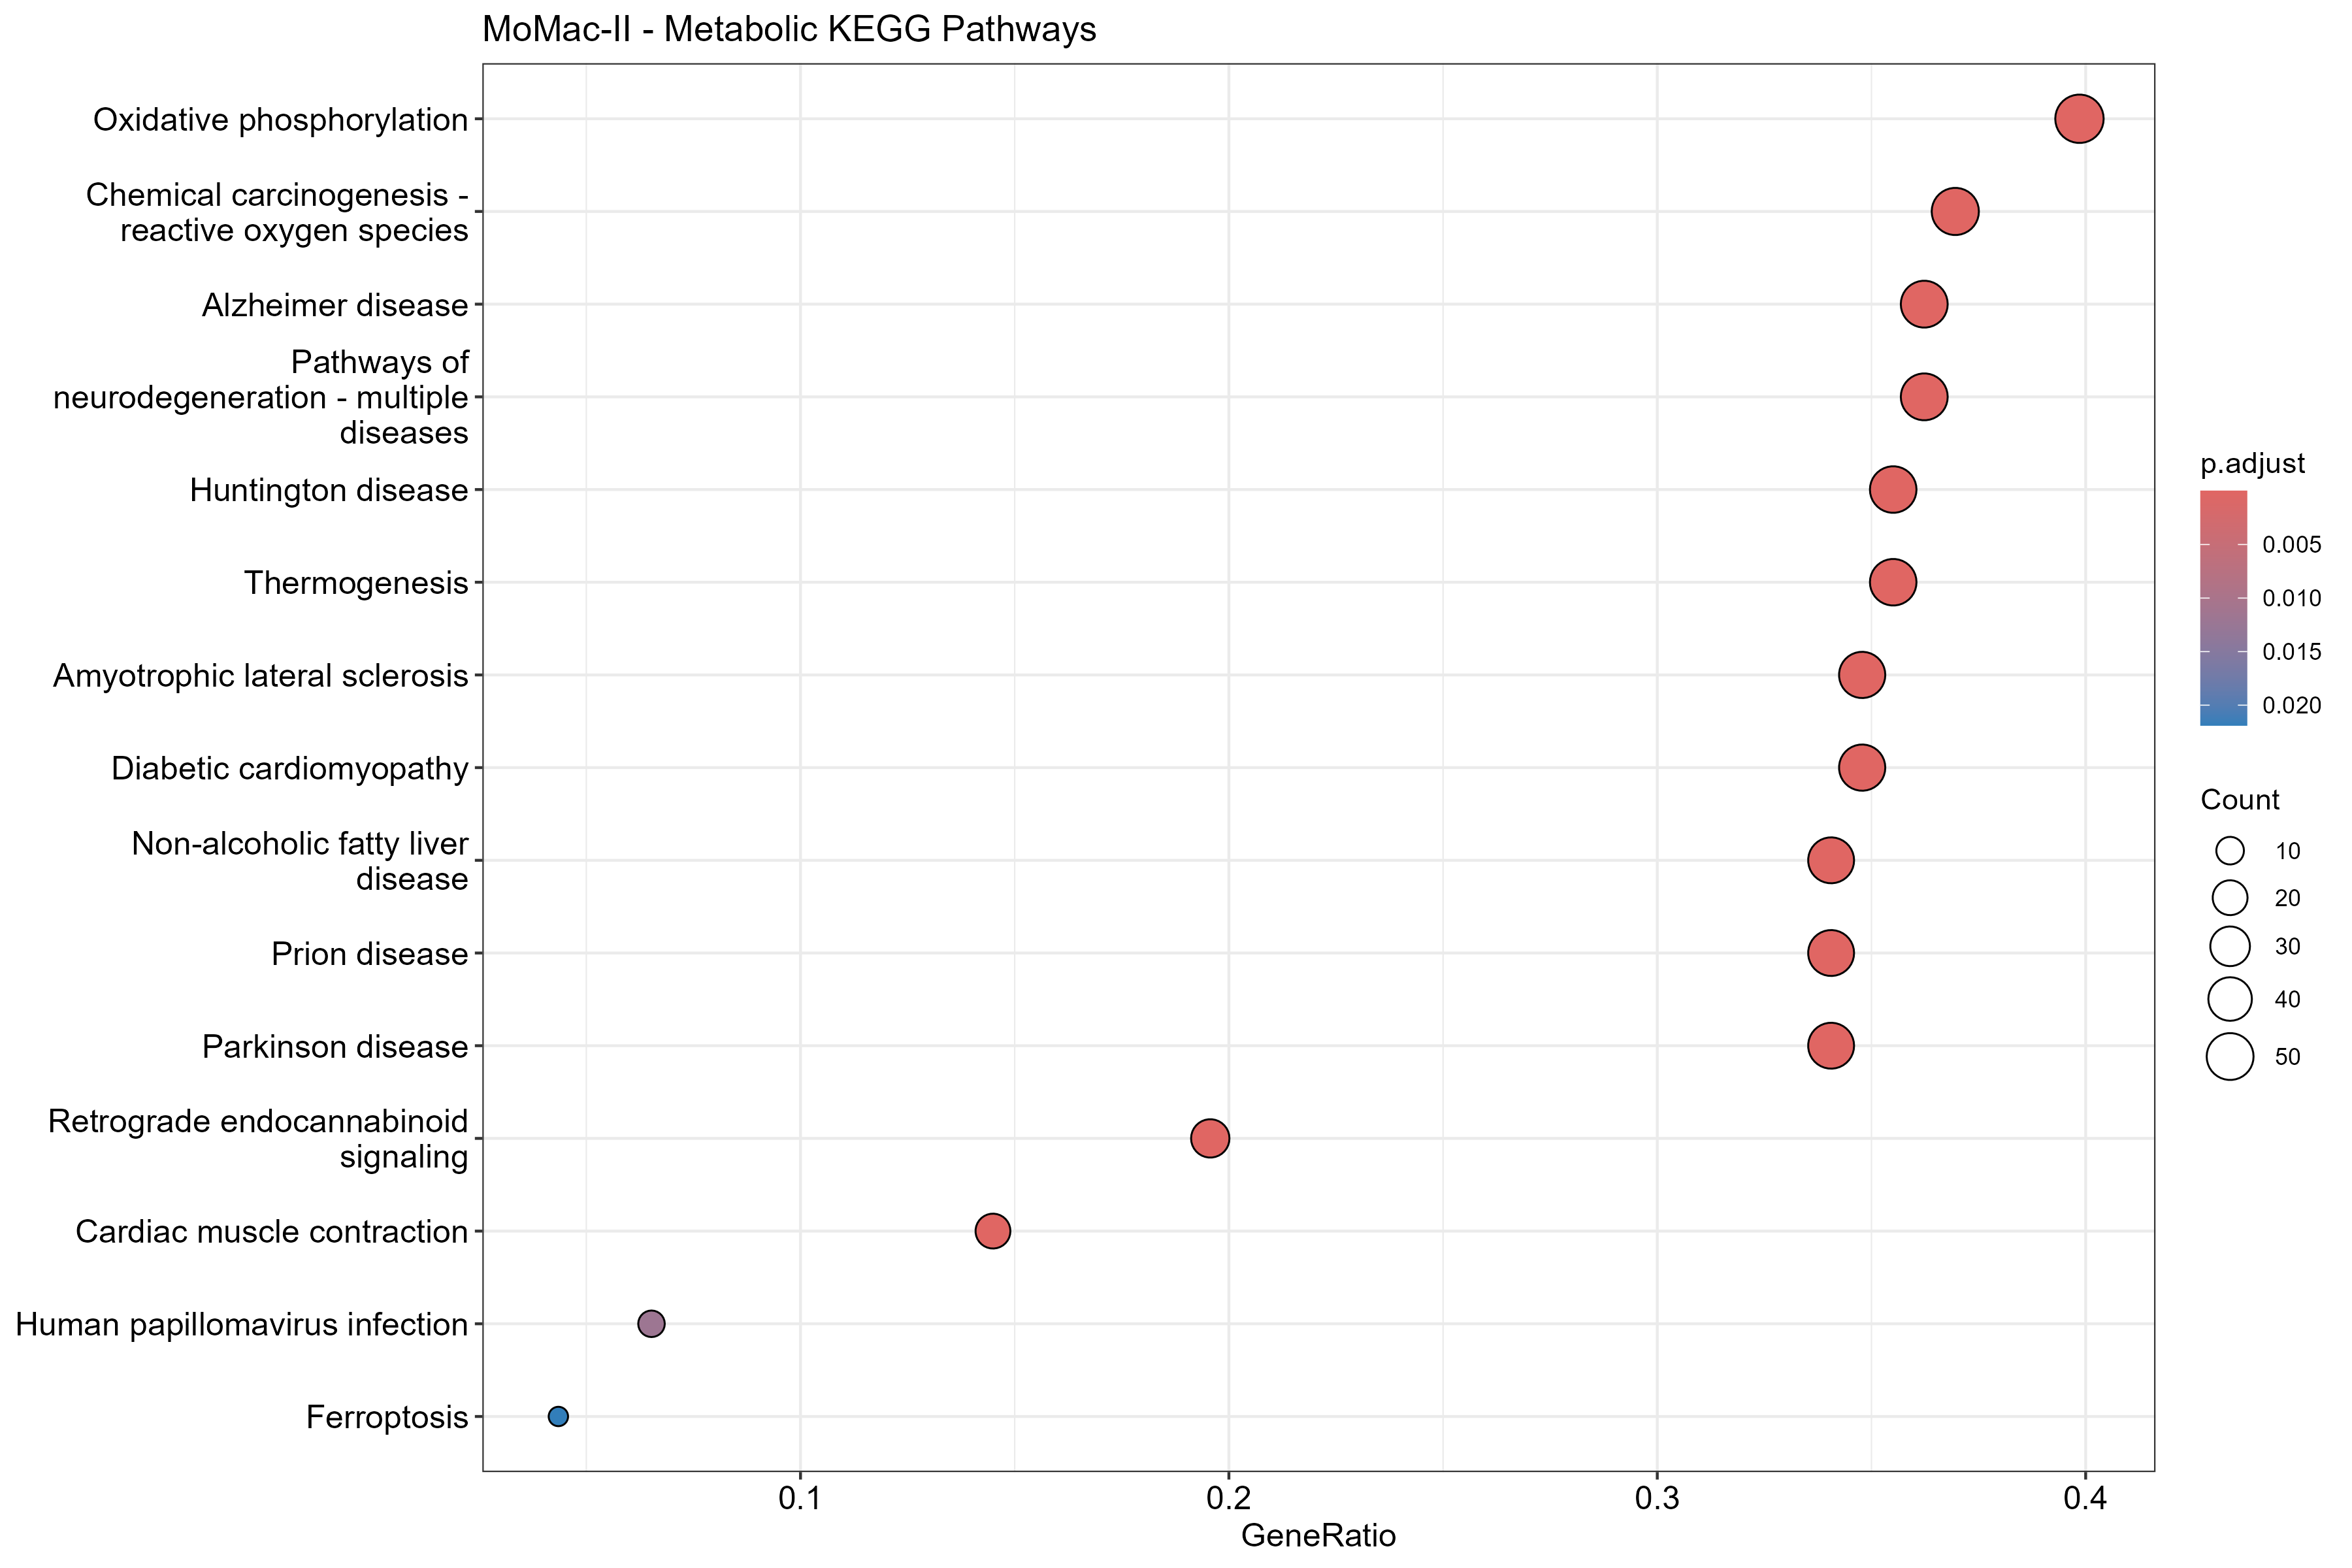 MoMac-II - Metabolic KEGG Pathways
Oxidative phosphorylation
Chemical carcinogenesis -
reactive oxygen species
Alzheimer disease
Pathways of
neurodegeneration - multiple
diseases
Huntington disease
Thermogenesis
Amyotrophic lateral sclerosis
Diabetic cardiomyopathy
Non-alcoholic fatty liver
disease
Prion disease
Parkinson disease
Retrograde endocannabinoid
signaling
Cardiac muscle contraction
Human papillomavirus infection
Ferroptosis
0.1
0.2
0.3
0.4
GeneRatio
p.adjust
0.005
0.010
0.015
0.020
Count
10
20
30
40
50